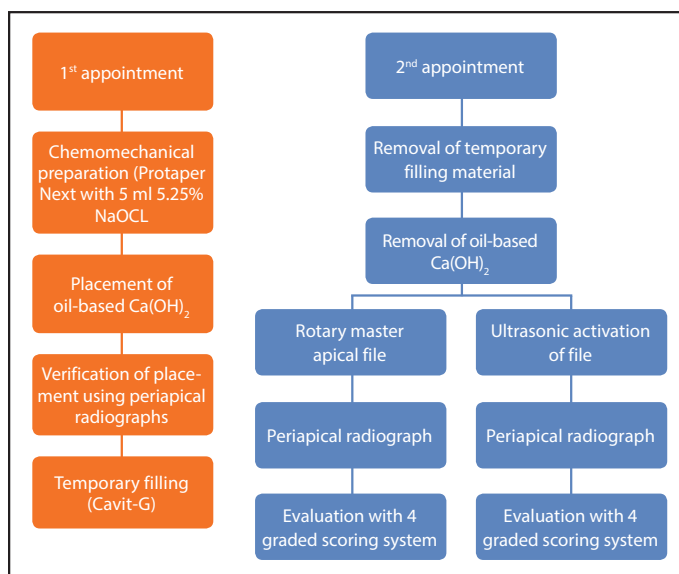 1st appointment
Chemomechanical
preparation (Protaper
Next with 5 ml 5.25%
NaOCL
Placement of
oil-based Ca(OH)2
Verification of place-
ment using periapical
radiographs
Temporary filling
(Cavit-G)
2nd appointment
Removal of temporary
filling material
Removal of oil-based
Ca(OH)2
Rotary master
apical file
Periapical radiograph
Evaluation with 4
graded scoring system
Ultrasonic activation
of file
Periapical radiograph
Evaluation with 4
graded scoring system